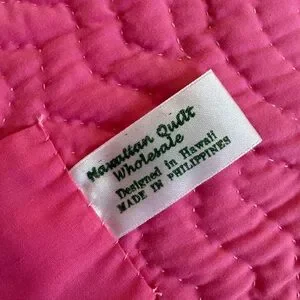 Hawaiian Quilt
Wholesale
Designed in Hawaii
MADE IN PHILIPPINES